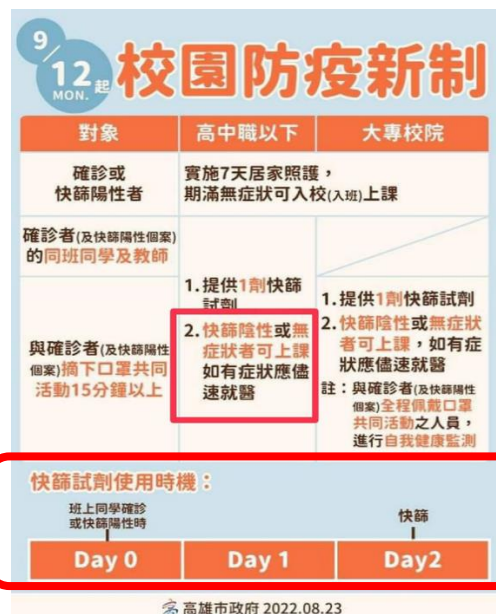 9/12起 校園防疫新制
MON.
對象 高中職以下 大專校院
確診或
快篩陽性者
實施7天居家照護，
期滿無症狀可入校(入班)上課
確診者(及快篩陽性個案)
的同班同學及教師
與確診者(及快篩陽性
個案)摘下口罩共同
活動15分鐘以上
1.提供1劑快篩
試劑
2.快篩陰性或無
症狀者可上課
如有症狀應儘
速就醫
1.提供1劑快篩試劑
2.快篩陰性或無症狀
者可上課，如有症
狀應儘速就醫
註：與確診者(及快篩陽性
個案)全程佩戴口罩
共同活動之人員，
進行自我健康監測
快篩試劑使用時機：
班上同學確診
或快篩陽性時
快篩
Day 0 Day 1 Day2
高雄市政府 2022.08.23